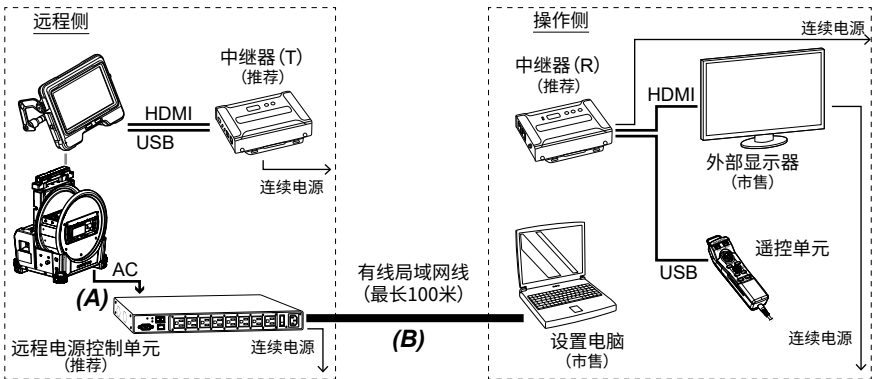 远程侧
中继器（T）
（推荐）
HDMI
USB
连续电源
AC
(A)
远程电源控制单元
（推荐）
连续电源
有线局域网线
（最长100米）
(B)
操作侧
连续电源
中继器（R）
（推荐）
HDMI
外部显示器
（市售）
遥控单元
USB
设置电脑
（市售）
连续电源